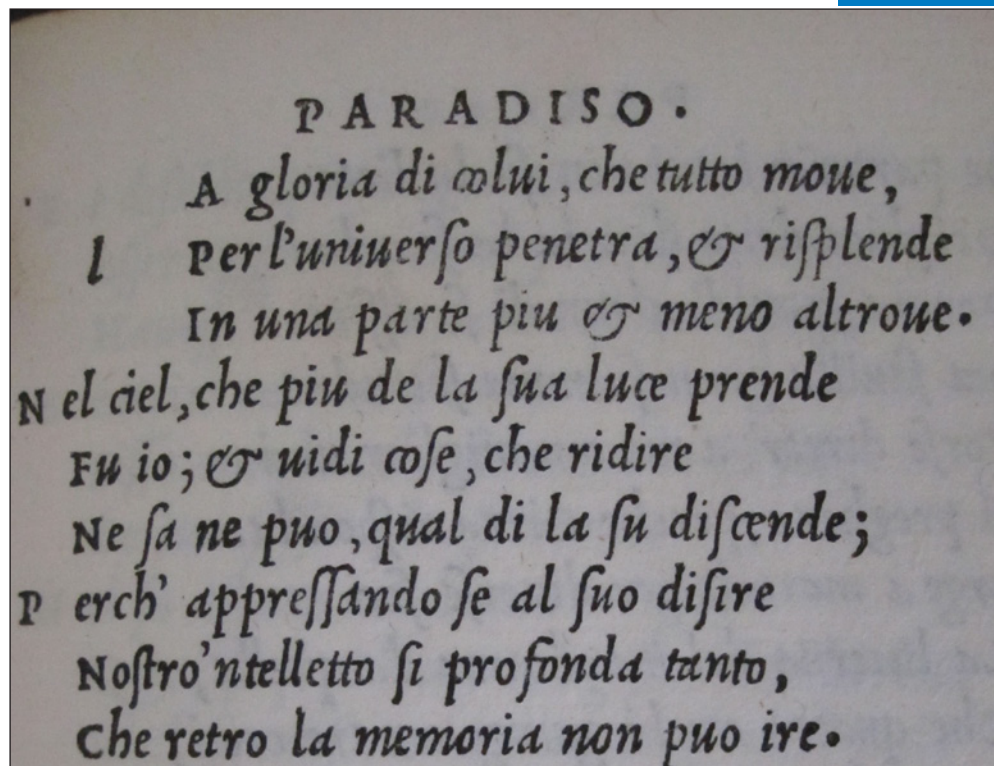 PARADISO.
A gloria di colui, che tutto moue,
l Per l'uniuerſo penetra, & riſplende
In una parte piu & meno altroue.
N el ciel, che piu de la ſua luce prende
Fu io; & uidi coſe, che ridire
Ne ſa ne puo, qual di la ſu diſcende;
P erch' appreſſando ſe al ſuo diſire
Noſtro'ntelletto ſi profonda tanto,
Che retro la memoria non puo ire.